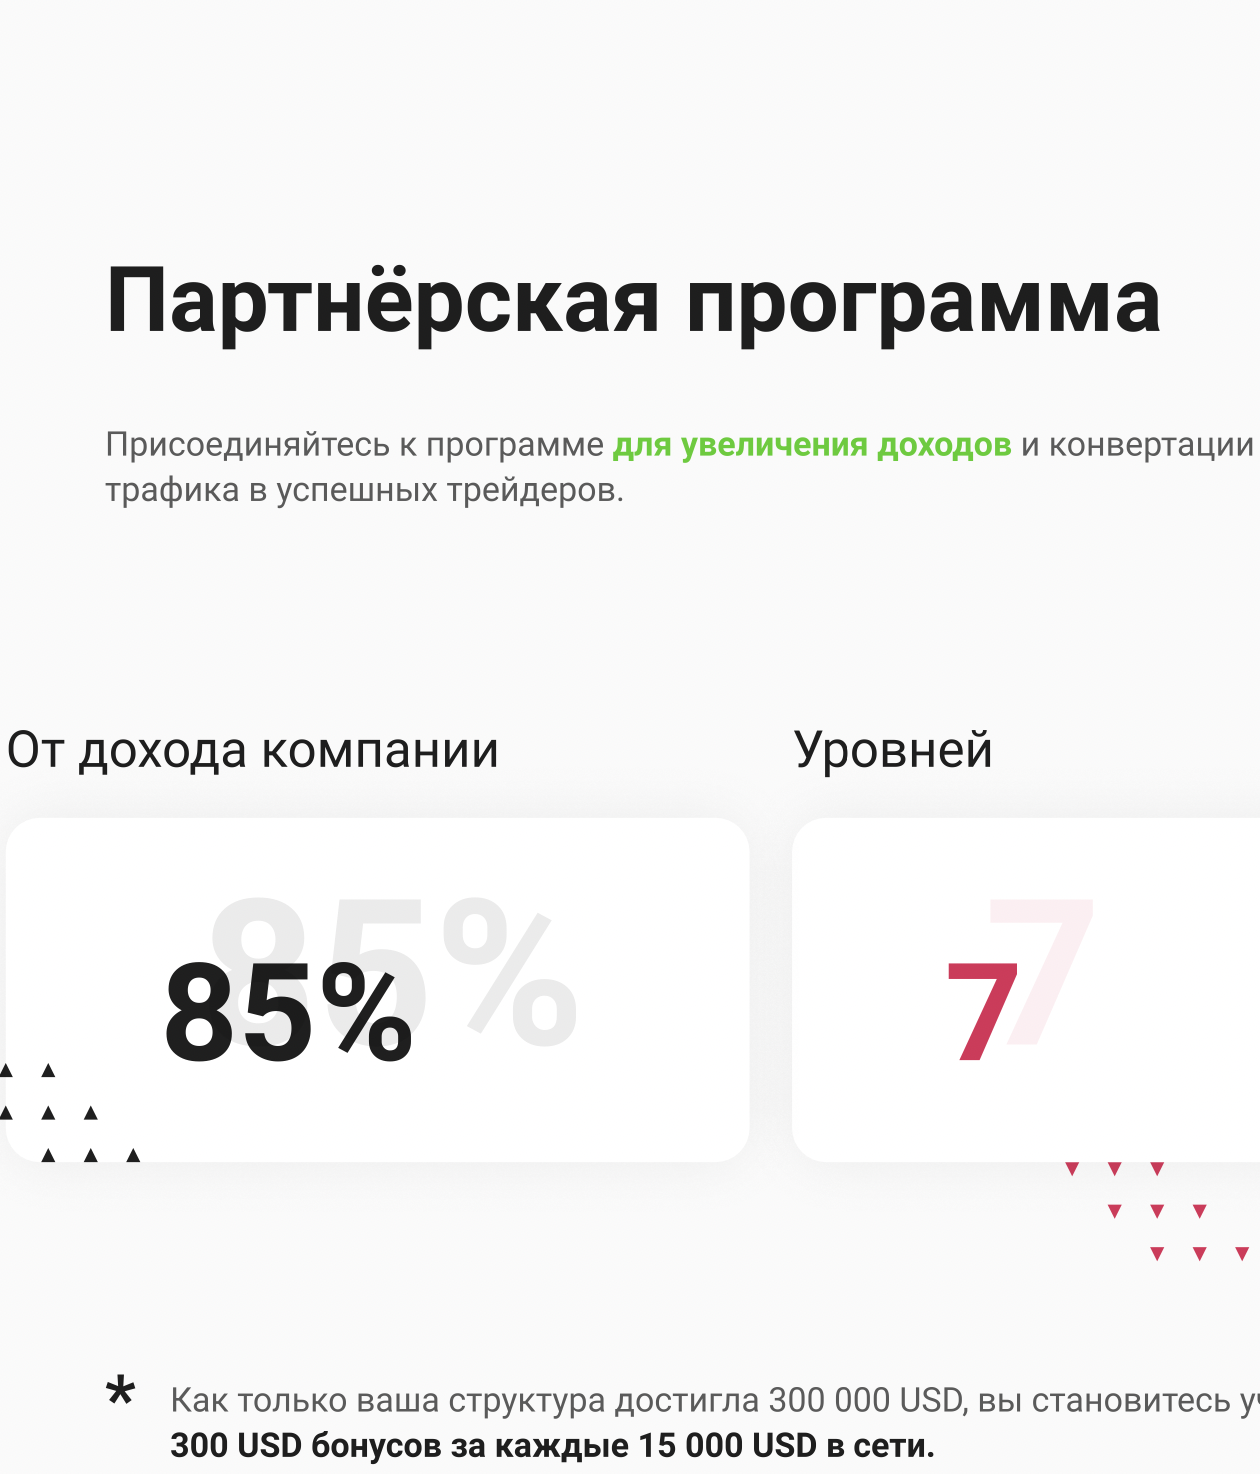 Партнёрская программа
Присоединяйтесь к программе для увеличения доходов и конвертации
трафика в успешных трейдеров.
От дохода компании
Уровней
85%
85%
7
7
* Как только ваша структура достигла 300 000 USD, вы становитесь
300 USD бонусов за каждые 15 000 USD в сети.